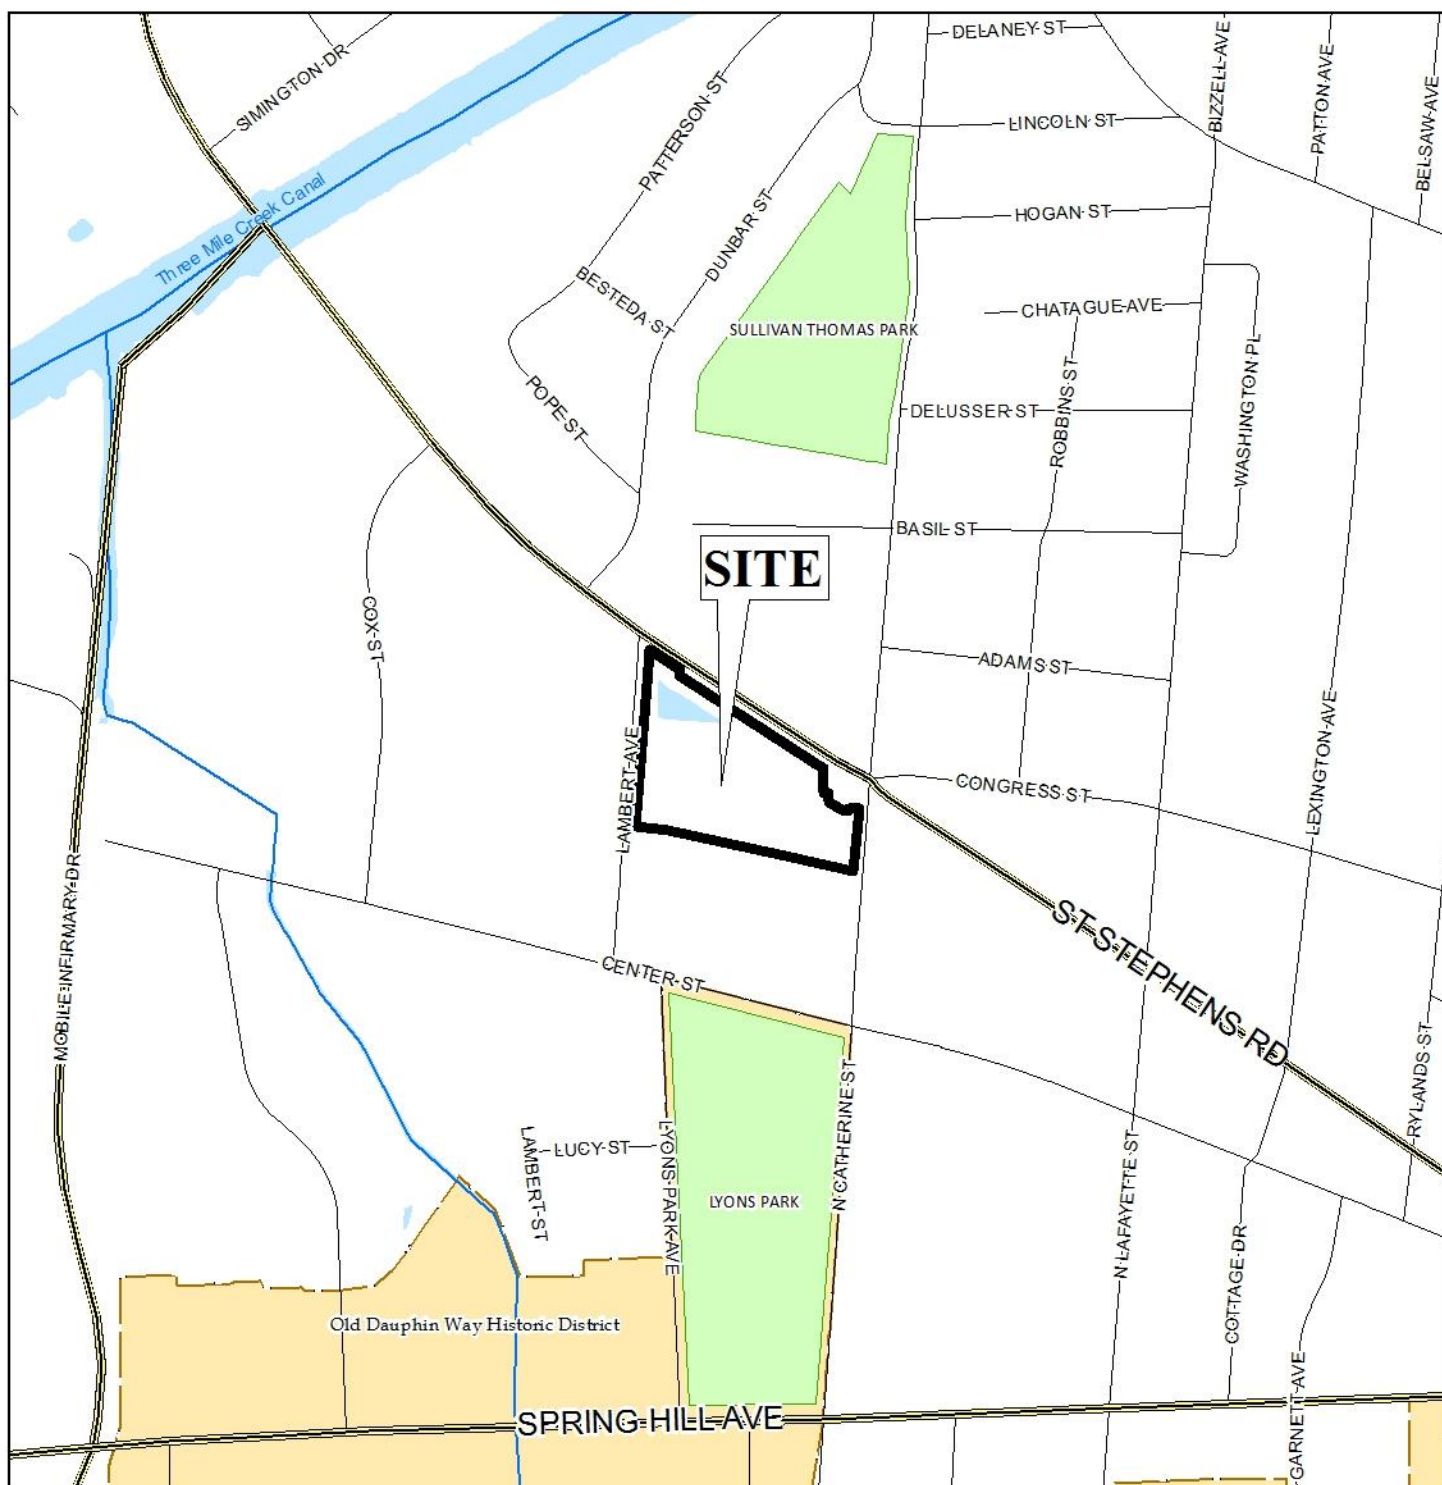 DELANEY ST
SIMINGTON DR
PATTERSON ST
BIZZELL AVE
PATTON AVE
BELSAW AVE
LINCOLN ST
Three Mile Creek Canal
DUNBAR ST
HOGAN ST
BESTEDA ST
CHATAGUE AVE
SULLIVAN THOMAS PARK
POPE ST
DELUSSER ST
ROBBINS ST
WASHINGTON PL
BASIL ST
SITE
COX ST
ADAMS ST
LAMBERT AVE
CONGRESS ST
LEXINGTON AVE
MOBILE INFIRMARY DR
ST STEPHENS RD
CENTER ST
RYLANDS ST
LAMBERT ST
LUCY ST
LYONS PARK AVE
LYONS PARK
N CATHERINE ST
N LAFAYETTE ST
COTTAGE DR
Old Dauphin Way Historic District
GARNETT AVE
SPRING HILL AVE